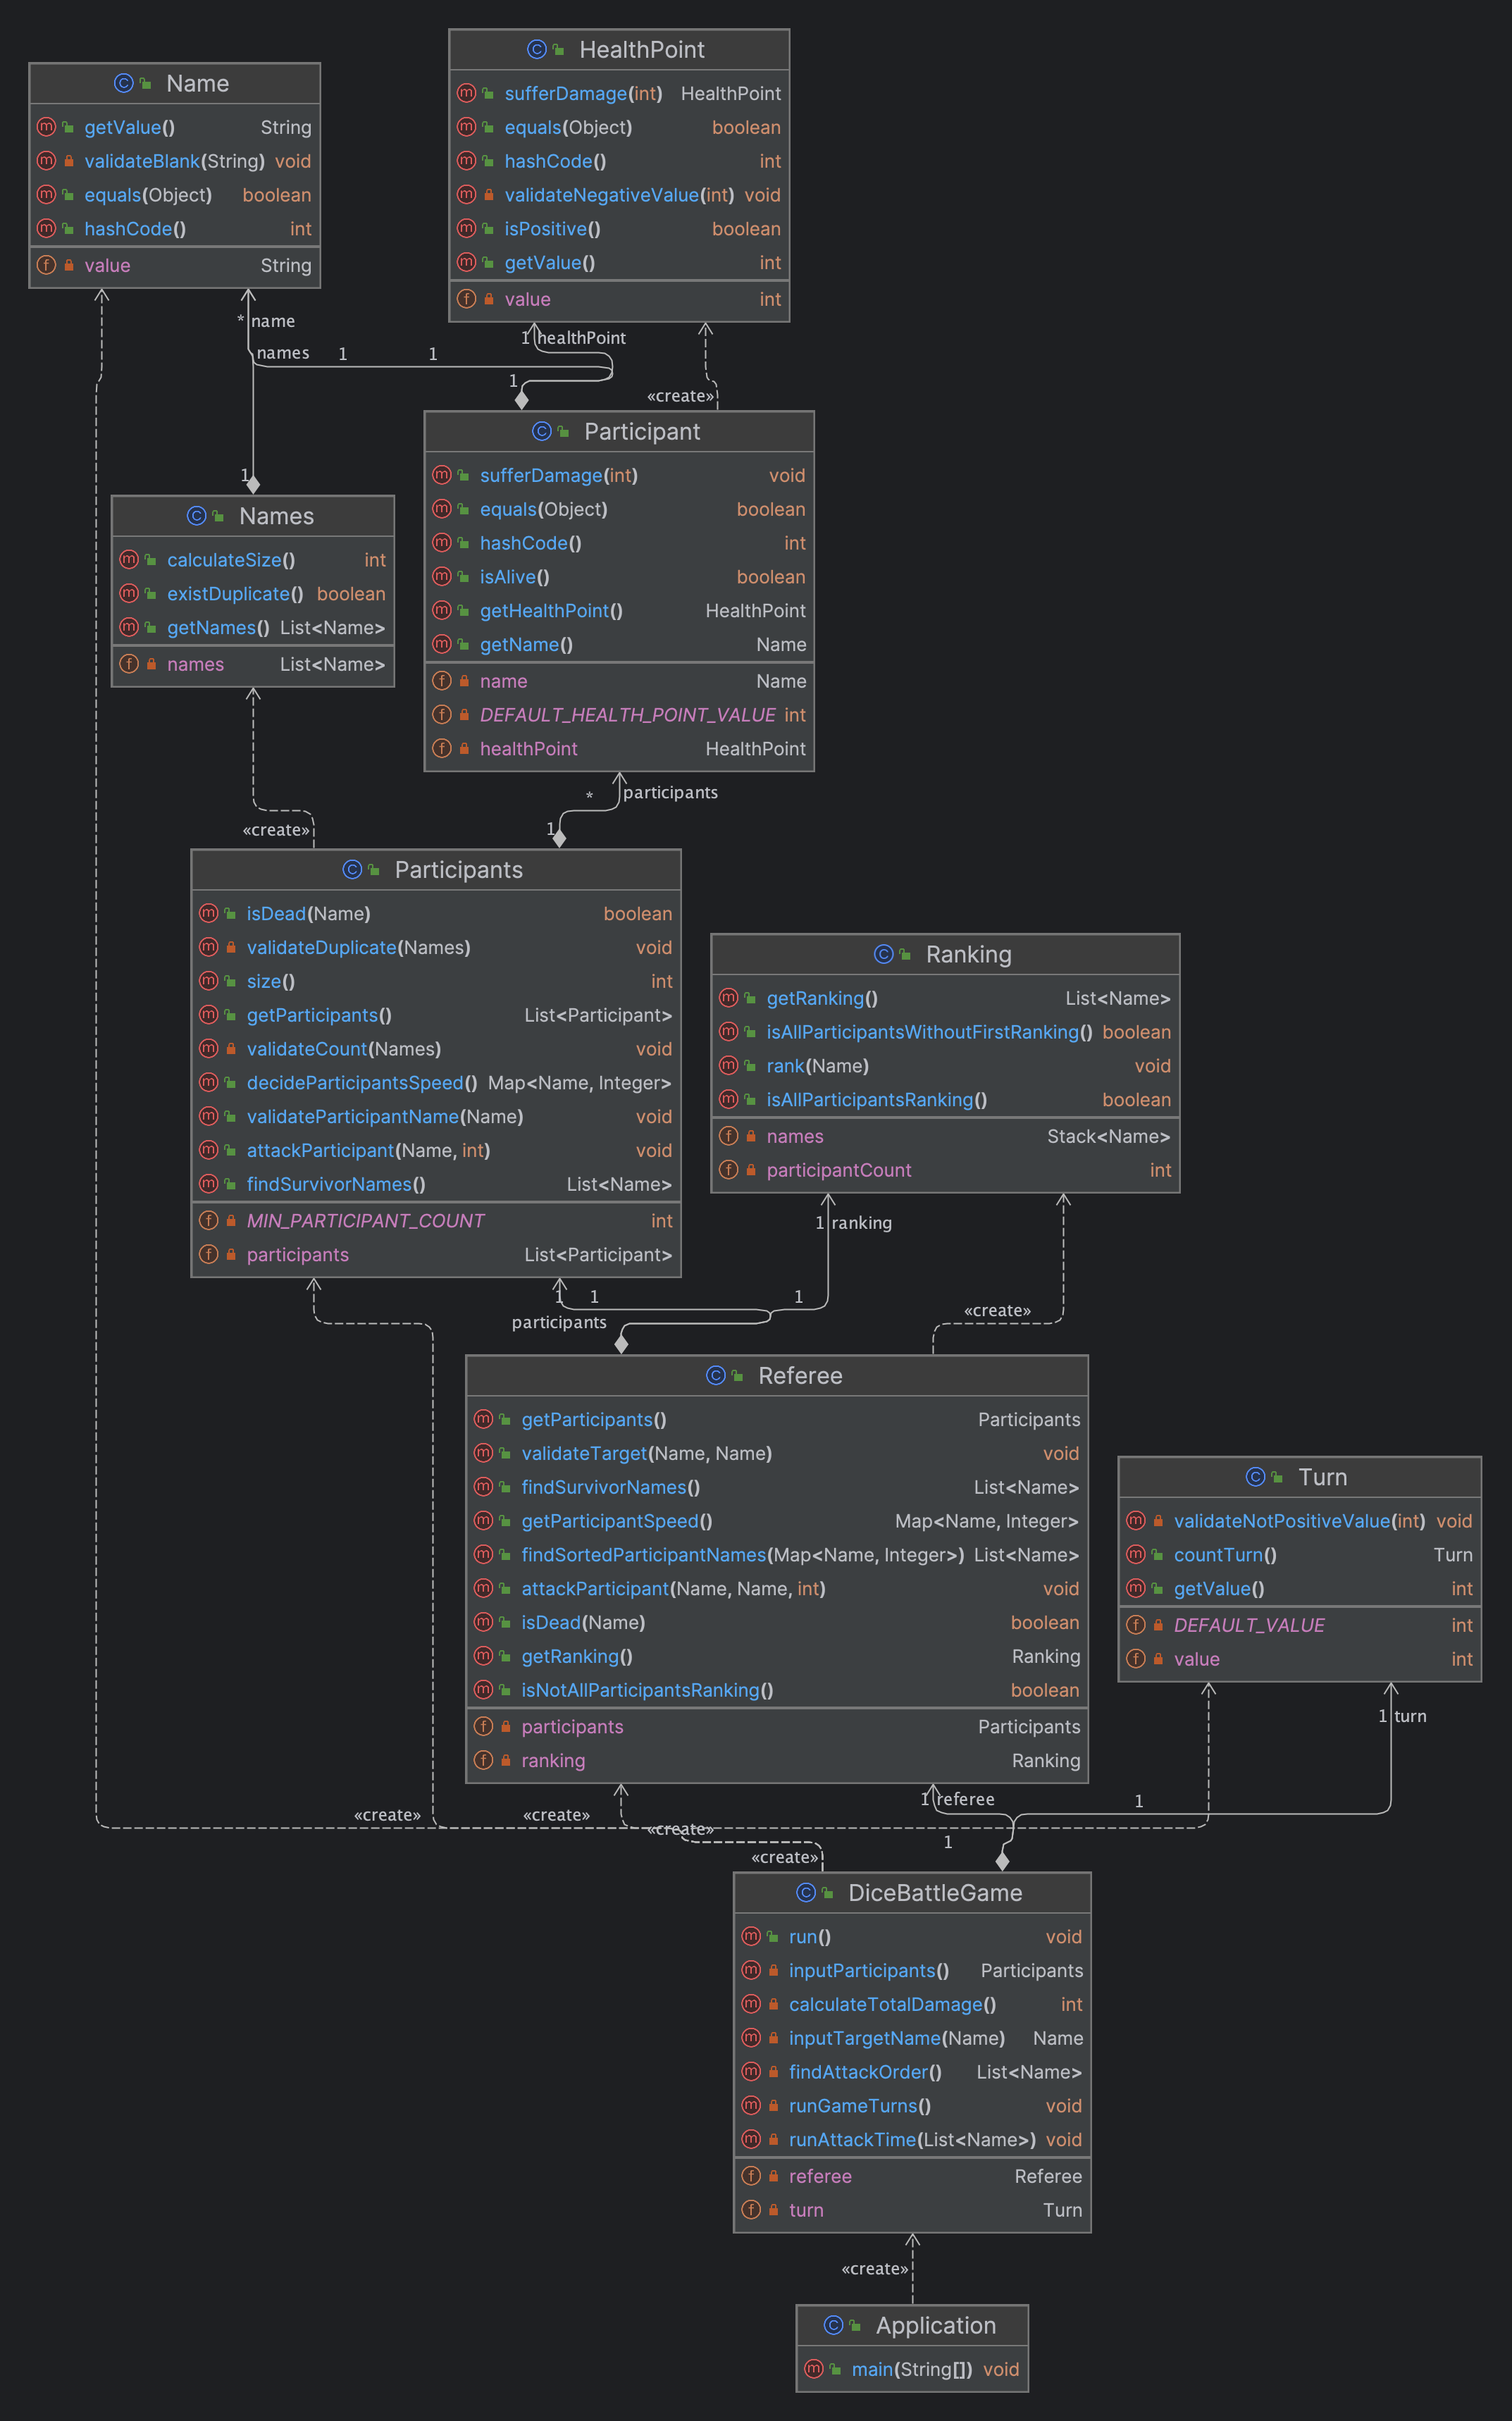 HealthPoint
sufferDamage(int) HealthPoint
equals(Object) boolean
hashCode() int
validateNegativeValue(int) void
isPositive() boolean
getValue() int
value int
Name
getValue() String
validateBlank(String) void
equals(Object) boolean
hashCode() int
value String
* name
names 1 1
1 healthPoint
1
«create»
1
Participant
sufferDamage(int) void
equals(Object) boolean
hashCode() int
isAlive() boolean
getHealthPoint() HealthPoint
getName() Name
name Name
DEFAULT_HEALTH_POINT_VALUE int
healthPoint HealthPoint
Names
calculateSize() int
existDuplicate() boolean
getNames() List<Name>
names List<Name>
* participants
«create» 1
Participants
isDead(Name) boolean
validateDuplicate(Names) void
size() int
getParticipants() List<Participant>
validateCount(Names) void
decideParticipantsSpeed() Map<Name, Integer>
validateParticipantName(Name) void
attackParticipant(Name, int) void
findSurvivorNames() List<Name>
MIN_PARTICIPANT_COUNT int
participants List<Participant>
Ranking
getRanking() List<Name>
isAllParticipantsWithoutFirstRanking() boolean
rank(Name) void
isAllParticipantsRanking() boolean
names Stack<Name>
participantCount int
1 ranking
1 1 1
«create»
participants
Referee
getParticipants() Participants
validateTarget(Name, Name) void
findSurvivorNames() List<Name>
getParticipantSpeed() Map<Name, Integer>
findSortedParticipantNames(Map<Name, Integer>) List<Name>
attackParticipant(Name, Name, int) void
isDead(Name) boolean
getRanking() Ranking
isNotAllParticipantsRanking() boolean
participants Participants
ranking Ranking
Turn
validateNotPositiveValue(int) void
countTurn() Turn
getValue() int
DEFAULT_VALUE int
value int
1 turn
1 referee 1
«create» «create»
«create» 1
«create»
DiceBattleGame
run() void
inputParticipants() Participants
calculateTotalDamage() int
inputTargetName(Name) Name
findAttackOrder() List<Name>
runGameTurns() void
runAttackTime(List<Name>) void
referee Referee
turn Turn
«create»
Application
main(String[]) void